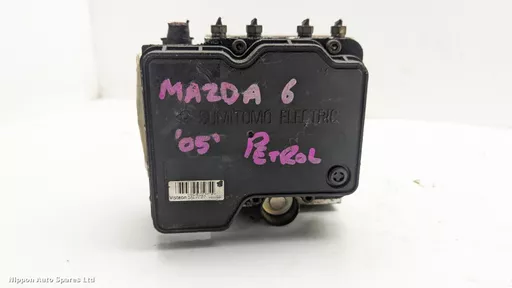 MAZDA 6
SUMITOMO ELECTRIC
'05' PETROL
Nippon Auto Spares Ltd